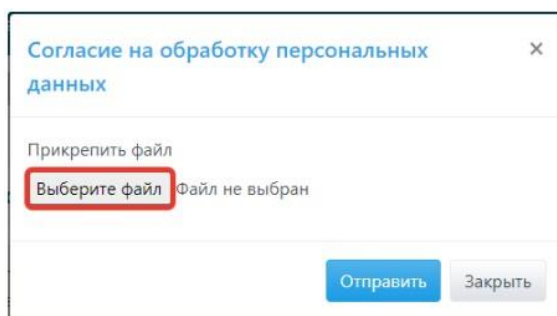 Согласие на обработку персональных
данных
×
Прикрепить файл
Выберите файл Файл не выбран
Отправить Закрыть